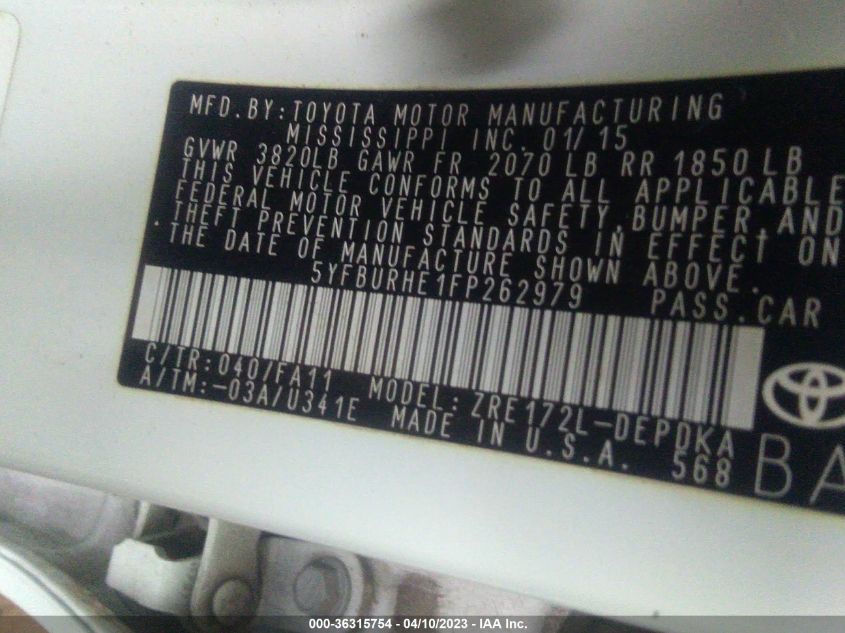 MFD.BY:TOYOTA MOTOR MANUFACTURING
MISSISSIPPI INC. 01/15
GVWR 3820LB GAWR FR 2070 LB RR 1850 LB
THIS VEHICLE CONFORMS TO ALL APPLICABLE
FEDERAL MOTOR VEHICLE SAFETY,BUMPER,AND
THEFT PREVENTION STANDARDS IN EFFECT ON
THE DATE OF MANUFACTURE SHOWN ABOVE.
5YFBURHE1FP262979 PASS.CAR
C/TR:040/FA11 MODEL:ZRE172L-DEPDKA
A/TM:-03A/U341E MADE IN U.S.A. 568
BA
000-36315754 - 04/10/2023 - IAA Inc.